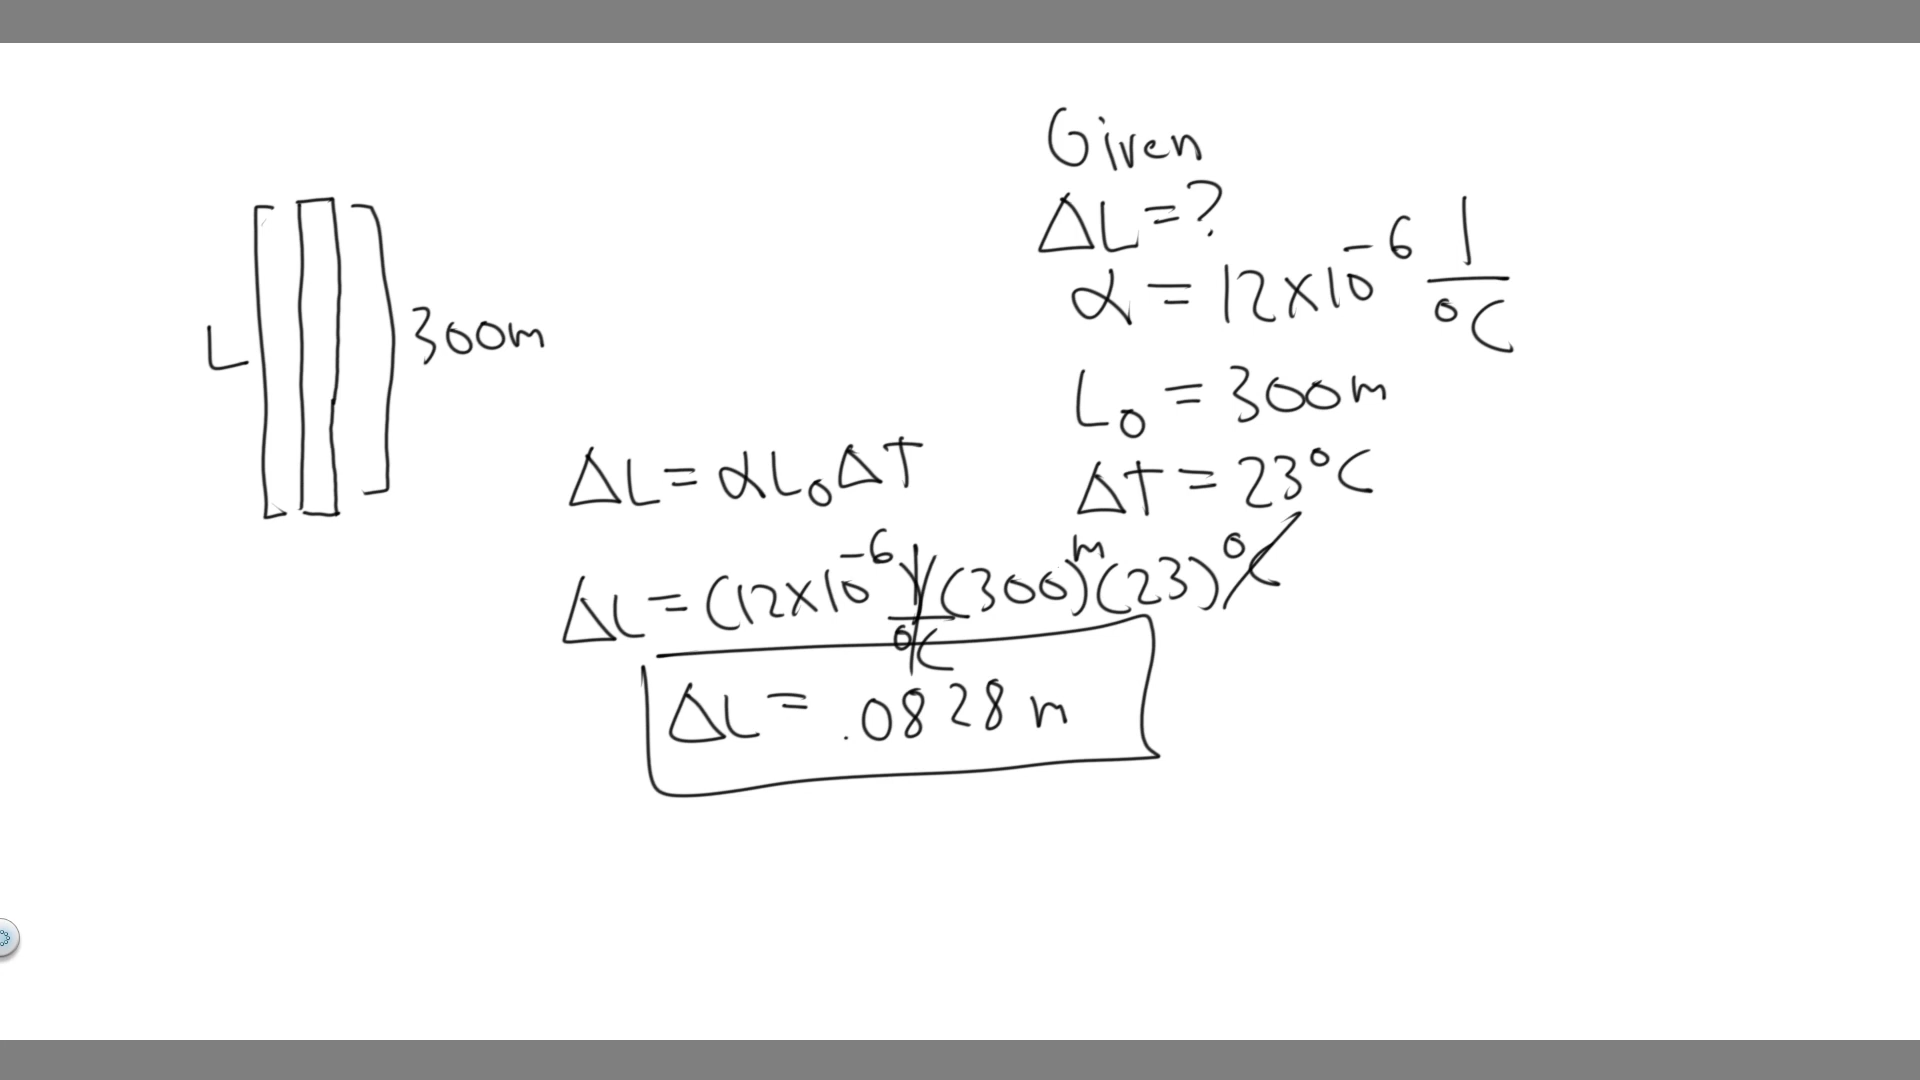 Given
ΔL = ?
α = 12x10⁻⁶ 1/°C
L₀ = 300m
ΔT = 23°C
L
300m
ΔL = αL₀ΔT
ΔL = (12x10⁻⁶) 1/°C (300)m (23)°C
ΔL = .0828 m